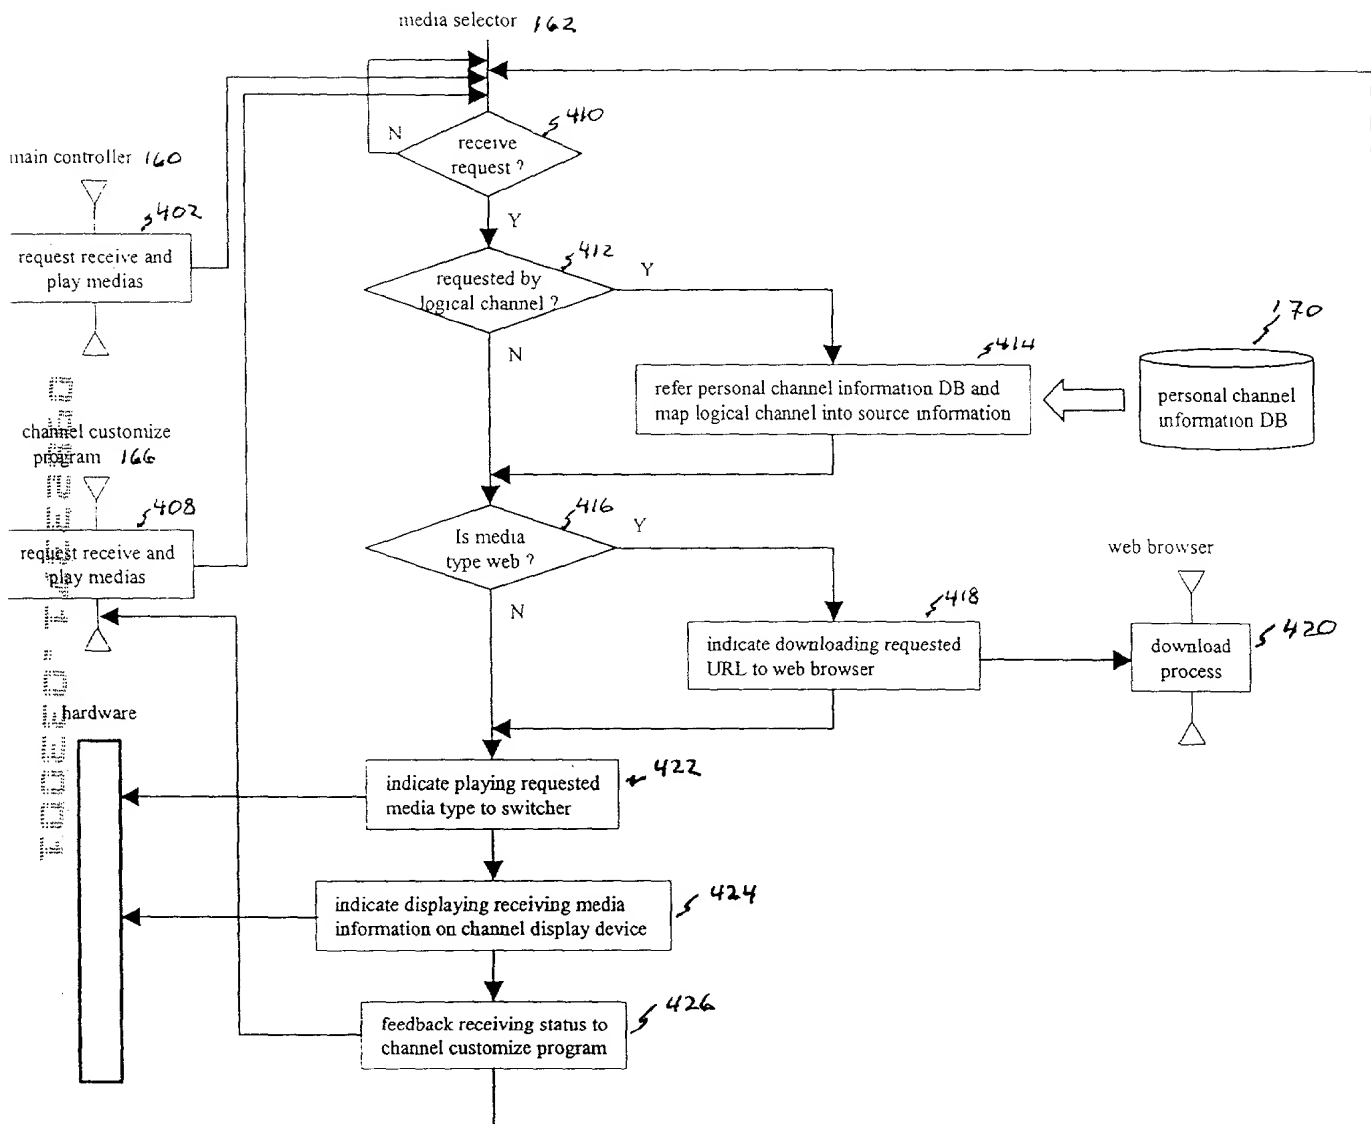 media selector 162
410
N
receive
request ?
main controller 160
402
Y
request receive and
play medias
412
requested by
logical channel ?
Y
N
414
170
refer personal channel information DB and
map logical channel into source information
personal channel
information DB
channel customize
program 166
408
request receive and
play medias
416
Is media
type web ?
Y
N
web browser
418
indicate downloading requested
URL to web browser
420
download
process
hardware
422
indicate playing requested
media type to switcher
424
indicate displaying receiving media
information on channel display device
426
feedback receiving status to
channel customize program